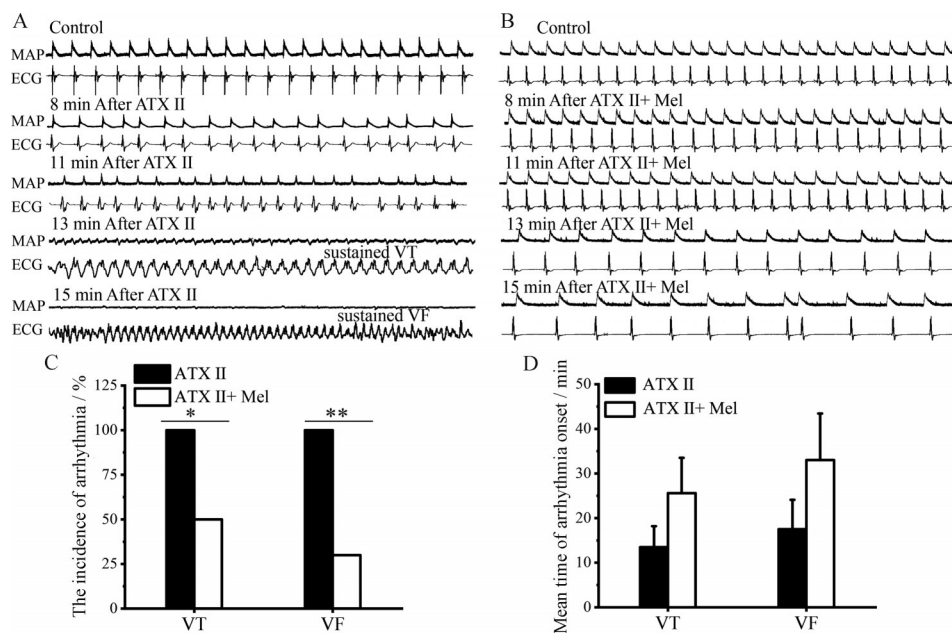 A
Control
MAP
ECG
8 min After ATX II
MAP
ECG
11 min After ATX II
MAP
ECG
13 min After ATX II
MAP
sustained VT
ECG
15 min After ATX II
MAP
sustained VF
ECG
B
Control
8 min After ATX II+ Mel
11 min After ATX II+ Mel
13 min After ATX II+ Mel
15 min After ATX II+ Mel
C
The incidence of arrhythmia / %
125
100
75
50
25
0
ATX II
ATX II+ Mel
*
**
VT
VF
D
Mean time of arrhythmia onset / min
50
40
30
20
10
0
ATX II
ATX II+ Mel
VT
VF